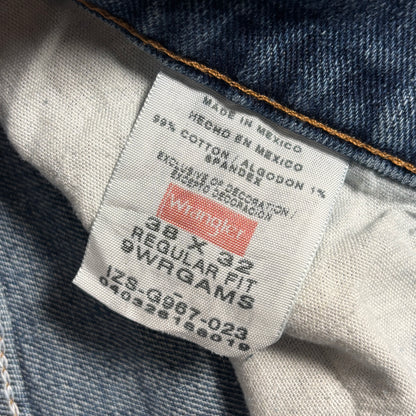 MADE IN MEXICO
HECHO EN MEXICO
99% COTTON / ALGODON 1%
SPANDEX
EXCLUSIVE OF DECORATION /
EXCEPTO DECORACION
Wrangler
38 X 32
REGULAR FIT
9WRGAMS
IZS-G967-023
010326168019